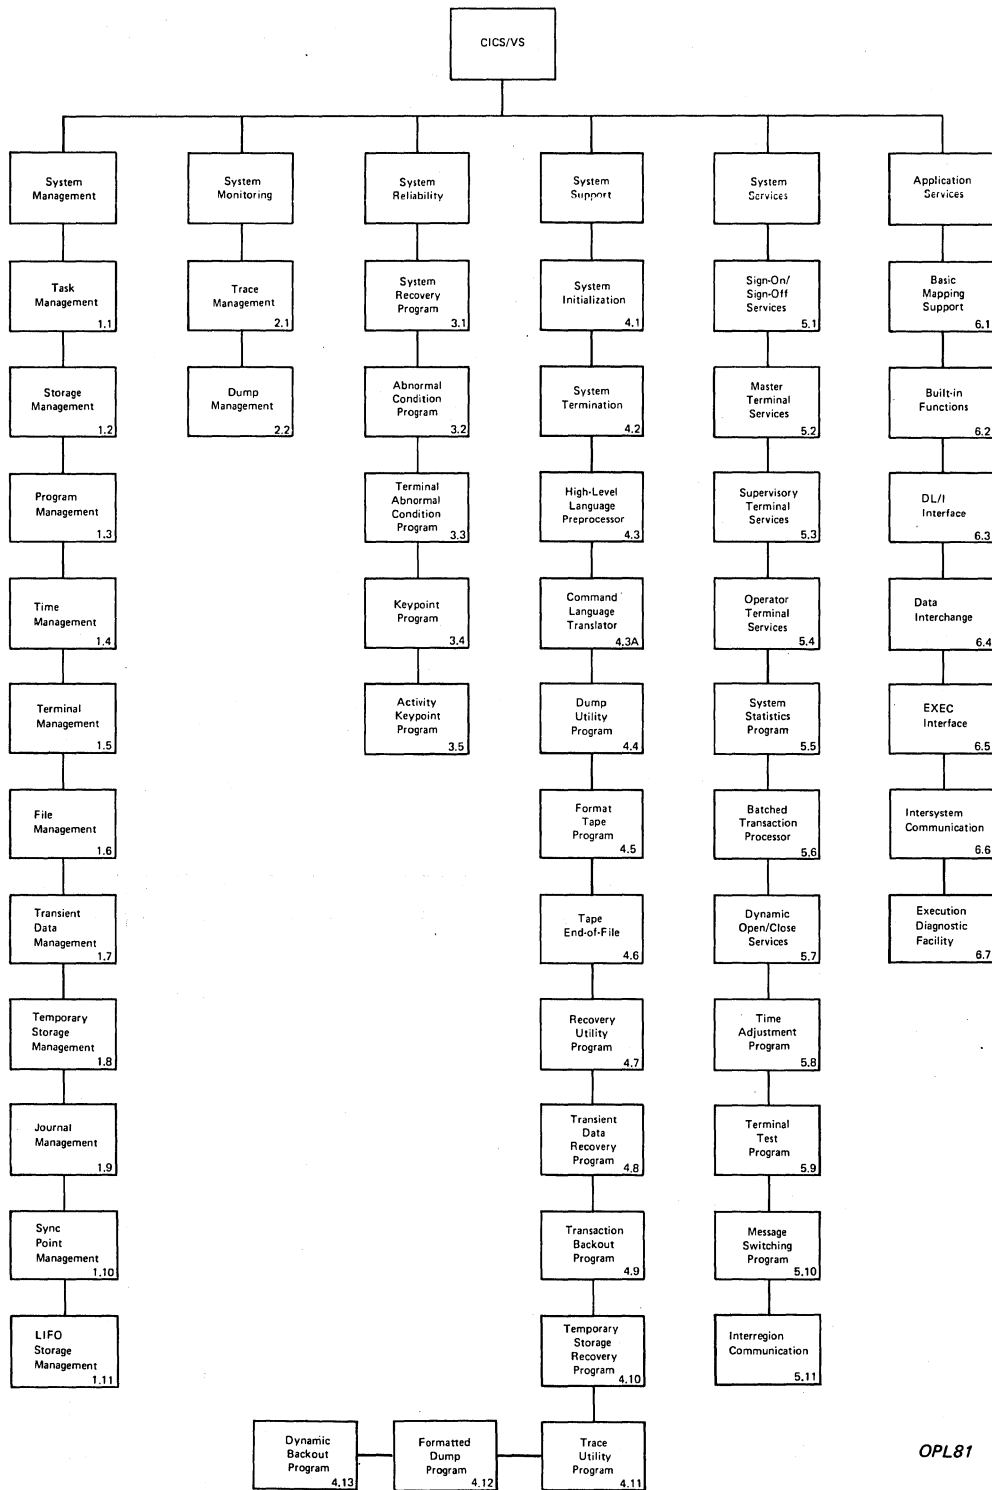 CICS/VS
System
Management
System
Monitoring
System
Reliability
System
Support
System
Services
Application
Services
Task
Management
1.1
Storage
Management
1.2
Program
Management
1.3
Time
Management
1.4
Terminal
Management
1.5
File
Management
1.6
Transient
Data
Management
1.7
Temporary
Storage
Management
1.8
Journal
Management
1.9
Sync
Point
Management
1.10
LIFO
Storage
Management
1.11
Trace
Management
2.1
Dump
Management
2.2
System
Recovery
Program
3.1
Abnormal
Condition
Program
3.2
Terminal
Abnormal
Condition
Program
3.3
Keypoint
Program
3.4
Activity
Keypoint
Program
3.5
System
Initialization
4.1
System
Termination
4.2
High-Level
Language
Preprocessor
4.3
Command
Language
Translator
4.3A
Dump
Utility
Program
4.4
Format
Tape
Program
4.5
Tape
End-of-File
4.6
Recovery
Utility
Program
4.7
Transient
Data
Recovery
Program
4.8
Transaction
Backout
Program
4.9
Temporary
Storage
Recovery
Program
4.10
Trace
Utility
Program
4.11
Formatted
Dump
Program
4.12
Dynamic
Backout
Program
4.13
Sign-On/
Sign-Off
Services
5.1
Master
Terminal
Services
5.2
Supervisory
Terminal
Services
5.3
Operator
Terminal
Services
5.4
System
Statistics
Program
5.5
Batched
Transaction
Processor
5.6
Dynamic
Open/Close
Services
5.7
Time
Adjustment
Program
5.8
Terminal
Test
Program
5.9
Message
Switching
Program
5.10
Interregion
Communication
5.11
Basic
Mapping
Support
6.1
Built-in
Functions
6.2
DL/I
Interface
6.3
Data
Interchange
6.4
EXEC
Interface
6.5
Intersystem
Communication
6.6
Execution
Diagnostic
Facility
6.7
OPL81